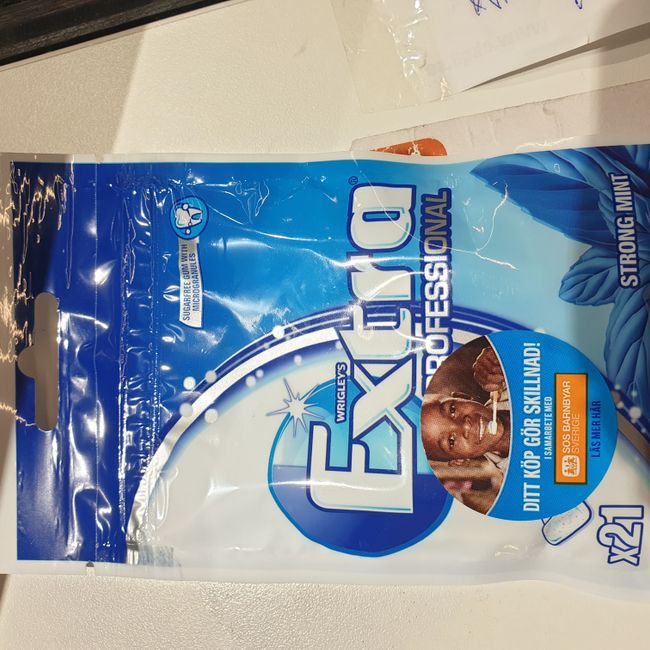 SUGARFREE GUM WITH
MICROGRANULES
WRIGLEY'S
Extra®
PROFESSIONAL
STRONG MINT
DITT KÖP GÖR SKILLNAD!
I SAMARBETE MED
SOS BARNBYAR
SVERIGE
LÄS MER HÄR
x21